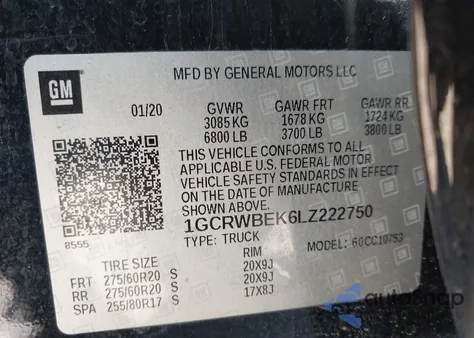 GM
MFD BY GENERAL MOTORS LLC
01/20 GVWR GAWR FRT GAWR RR
3085 KG 1678 KG 1724 KG
6800 LB 3700 LB 3800 LB
THIS VEHICLE CONFORMS TO ALL
APPLICABLE U.S. FEDERAL MOTOR
VEHICLE SAFETY STANDARDS IN EFFECT
ON THE DATE OF MANUFACTURE SHOWN ABOVE.
1GCRWBEK6LZ222750
8555
TYPE: TRUCK MODEL: 60CC10753
TIRE SIZE RIM
FRT 275/60R20 S 20X9J
RR 275/60R20 S 20X9J
SPA 255/80R17 S 17X8J
autosnap